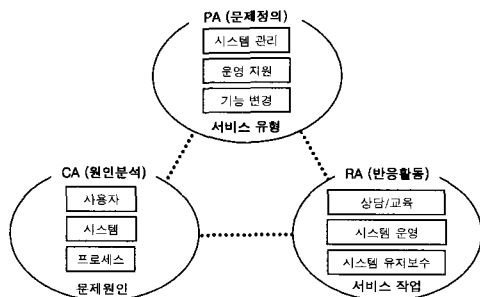 PA (문제정의)
시스템 관리
운영 지원
기능 변경
서비스 유형
CA (원인분석)
사용자
시스템
프로세스
문제원인
RA (반응활동)
상담/교육
시스템 운영
시스템 유지보수
서비스 작업